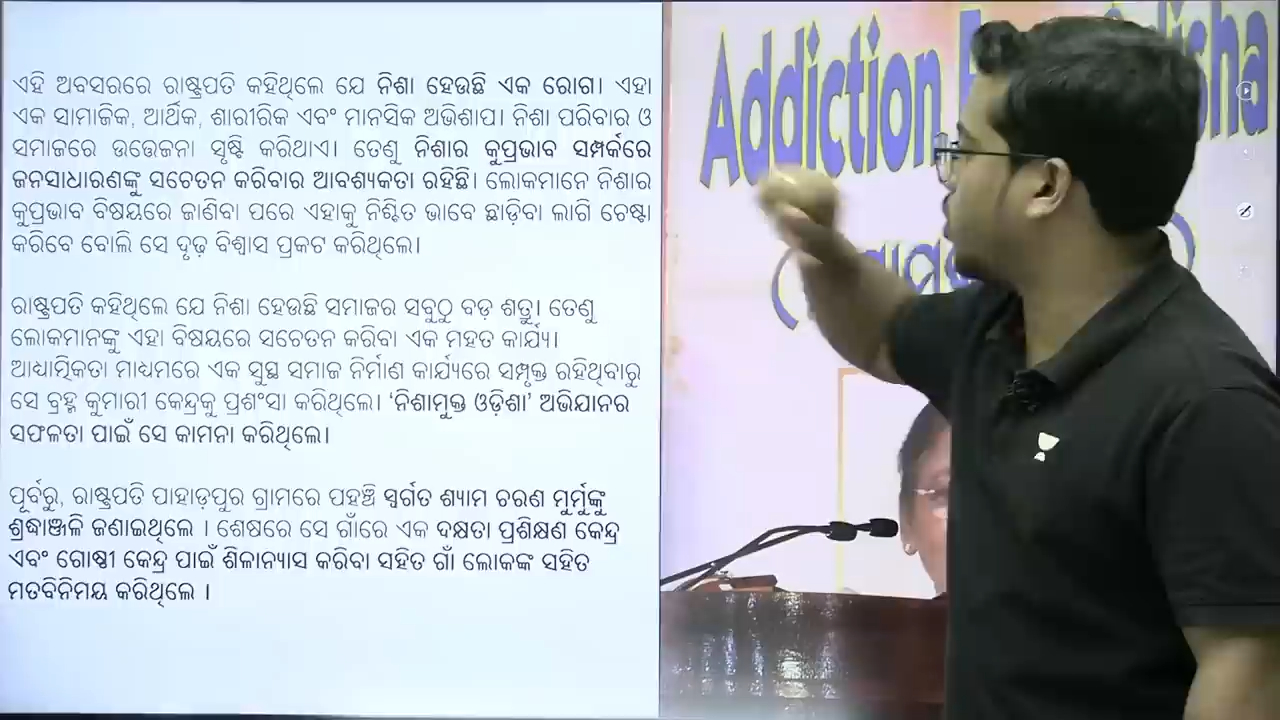 ଏହି ଅବସରରେ ରାଷ୍ଟ୍ରପତି କହିଥିଲେ ଯେ ନିଶା ହେଉଛି ଏକ ରୋଗ। ଏହା
ଏକ ସାମାଜିକ, ଆର୍ଥିକ, ଶାରୀରିକ ଏବଂ ମାନସିକ ଅଭିଶାପ। ନିଶା ପରିବାର ଓ
ସମାଜରେ ଉତ୍ତେଜନା ସୃଷ୍ଟି କରିଥାଏ। ତେଣୁ ନିଶାର କୁପ୍ରଭାବ ସମ୍ପର୍କରେ
ଜନସାଧାରଣଙ୍କୁ ସଚେତନ କରିବାର ଆବଶ୍ୟକତା ରହିଛି। ଲୋକମାନେ ନିଶାର
କୁପ୍ରଭାବ ବିଷୟରେ ଜାଣିବା ପରେ ଏହାକୁ ନିଶ୍ଚିତ ଭାବେ ଛାଡ଼ିବା ଲାଗି ଚେଷ୍ଟା
କରିବେ ବୋଲି ସେ ଦୃଢ଼ ବିଶ୍ୱାସ ପ୍ରକଟ କରିଥିଲେ।
ରାଷ୍ଟ୍ରପତି କହିଥିଲେ ଯେ ନିଶା ହେଉଛି ସମାଜର ସବୁଠୁ ବଡ଼ ଶତ୍ରୁ। ତେଣୁ
ଲୋକମାନଙ୍କୁ ଏହା ବିଷୟରେ ସଚେତନ କରିବା ଏକ ମହତ କାର୍ଯ୍ୟ।
ଆଧ୍ୟାତ୍ମିକତା ମାଧ୍ୟମରେ ଏକ ସୁସ୍ଥ ସମାଜ ନିର୍ମାଣ କାର୍ଯ୍ୟରେ ସମ୍ପୃକ୍ତ ରହିଥିବାରୁ
ସେ ବ୍ରହ୍ମ କୁମାରୀ କେନ୍ଦ୍ରକୁ ପ୍ରଶଂସା କରିଥିଲେ। ‘ନିଶାମୁକ୍ତ ଓଡ଼ିଶା’ ଅଭିଯାନର
ସଫଳତା ପାଇଁ ସେ କାମନା କରିଥିଲେ।
ପୂର୍ବରୁ, ରାଷ୍ଟ୍ରପତି ପାହାଡ଼ପୁର ଗ୍ରାମରେ ପହଞ୍ଚି ସ୍ୱର୍ଗତ ଶ୍ୟାମ ଚରଣ ମୁର୍ମୁଙ୍କୁ
ଶ୍ରଦ୍ଧାଞ୍ଜଳି ଜଣାଇଥିଲେ । ଶେଷରେ ସେ ଗାଁରେ ଏକ ଦକ୍ଷତା ପ୍ରଶିକ୍ଷଣ କେନ୍ଦ୍ର
ଏବଂ ଗୋଷ୍ଠୀ କେନ୍ଦ୍ର ପାଇଁ ଶିଳାନ୍ୟାସ କରିବା ସହିତ ଗାଁ ଲୋକଙ୍କ ସହିତ
ମତବିନିମୟ କରିଥିଲେ ।
Addiction